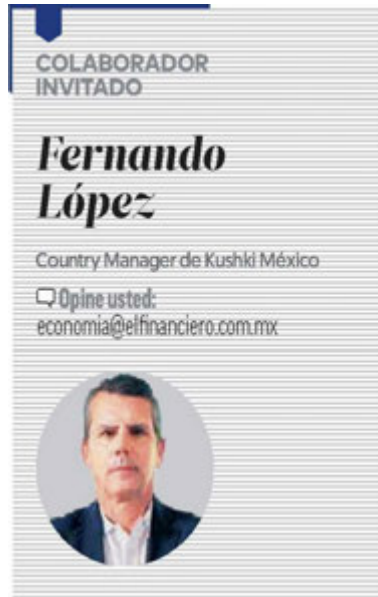 COLABORADOR
INVITADO
Fernando
López
Country Manager de Kushki México
Opine usted:
economia@elfinanciero.com.mx